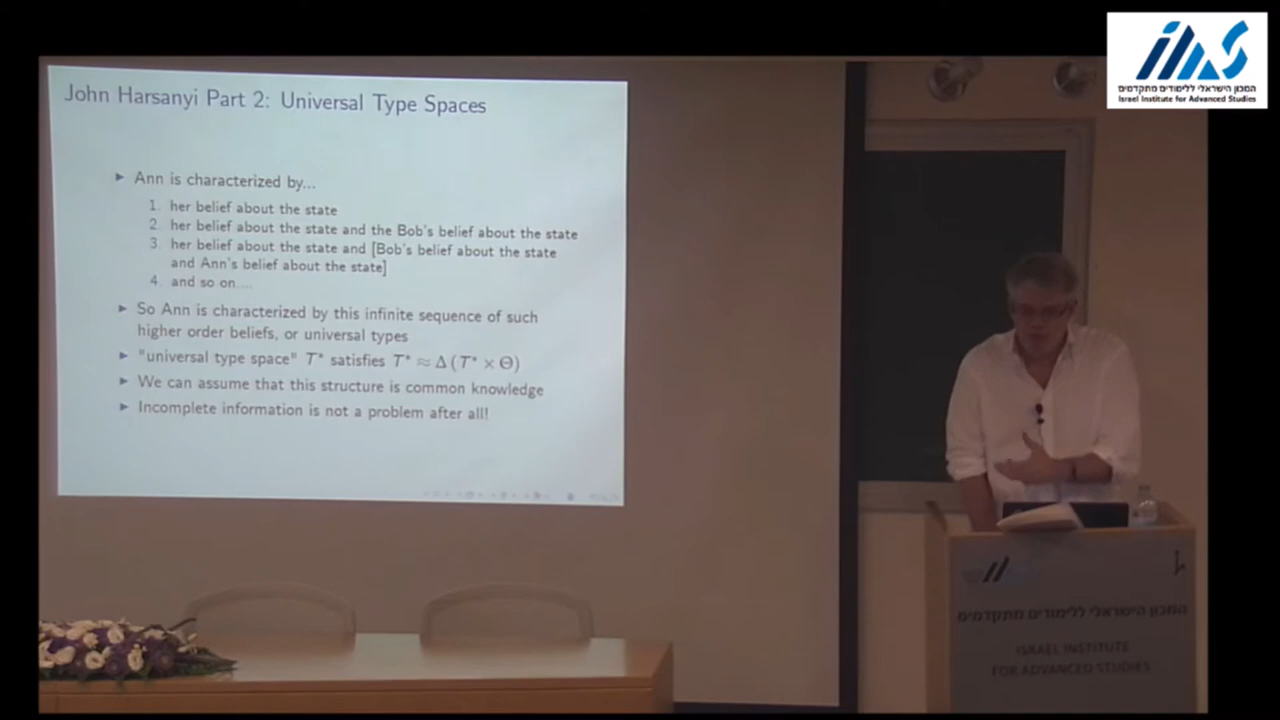 המכון הישראלי ללימודים מתקדמים
Israel Institute for Advanced Studies
John Harsanyi Part 2: Universal Type Spaces
► Ann is characterized by...
1. her belief about the state
2. her belief about the state and the Bob's belief about the state
3. her belief about the state and [Bob's belief about the state
and Ann's belief about the state]
4. and so on....
► So Ann is characterized by this infinite sequence of such
higher order beliefs, or universal types
► "universal type space" T* satisfies T* ≈ Δ (T* × Θ)
► We can assume that this structure is common knowledge
► Incomplete information is not a problem after all!
המכון הישראלי ללימודים מתקדמים
ISRAEL INSTITUTE
FOR ADVANCED STUDIES